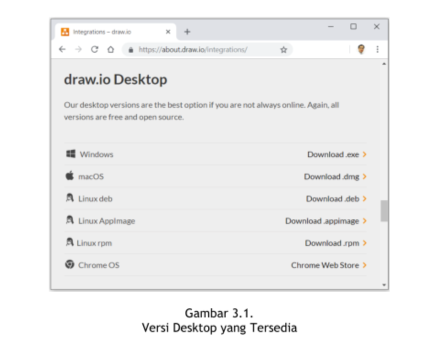 Integrations – draw.io
https://about.draw.io/integrations/
draw.io Desktop
Our desktop versions are the best option if you are not always online. Again, all
versions are free and open source.
Windows Download .exe
macOS Download .dmg
Linux deb Download .deb
Linux AppImage Download .appimage
Linux rpm Download .rpm
Chrome OS Chrome Web Store
Gambar 3.1.
Versi Desktop yang Tersedia